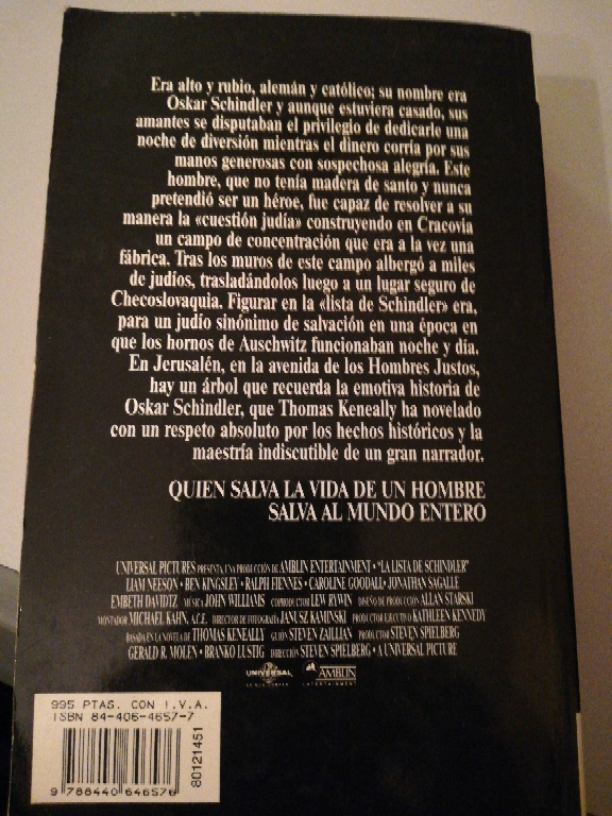 Era alto y rubio, alemán y católico; su nombre era
Oskar Schindler y aunque estuviera casado, sus
amantes se disputaban el privilegio de dedicarle una
noche de diversión mientras el dinero corría por sus
manos generosas con sospechosa alegría. Este
hombre, que no tenía madera de santo y nunca
pretendió ser un héroe, fue capaz de resolver a su
manera la «cuestión judía» construyendo en Cracovia
un campo de concentración que era a la vez una
fábrica. Tras los muros de este campo albergó a miles
de judíos, trasladándolos luego a un lugar seguro de
Checoslovaquia. Figurar en la «lista de Schindler» era,
para un judío sinónimo de salvación en una época en
que los hornos de Auschwitz funcionaban noche y día.
En Jerusalén, en la avenida de los Hombres Justos,
hay un árbol que recuerda la emotiva historia de
Oskar Schindler, que Thomas Keneally ha novelado
con un respeto absoluto por los hechos históricos y la
maestría indiscutible de un gran narrador.
QUIEN SALVA LA VIDA DE UN HOMBRE
SALVA AL MUNDO ENTERO
UNIVERSAL PICTURES PRESENTA, UNA PRODUCCIÓN DE AMBLIN ENTERTAINMENT • "LA LISTA DE SCHINDLER"
LIAM NEESON • BEN KINGSLEY • RALPH FIENNES • CAROLINE GOODALL • JONATHAN SAGALLE
EMBETH DAVIDTZ MÚSICA JOHN WILLIAMS COPRODUCTOR LEW RYWIN DISEÑO DE PRODUCCIÓN ALLAN STARSKI
MONTADOR MICHAEL KAHN, A.C.E. DIRECTOR DE FOTOGRAFÍA JANUSZ KAMINSKI PRODUCTOR EJECUTIVO KATHLEEN KENNEDY
BASADA EN LA NOVELA DE THOMAS KENEALLY GUIÓN STEVEN ZAILLIAN PRODUCTOR STEVEN SPIELBERG
GERALD R. MOLEN • BRANKO LUSTIG DIRECCIÓN STEVEN SPIELBERG • A UNIVERSAL PICTURE
UNIVERSAL AMBLIN
ENTERTAINMENT
995 PTAS. CON I.V.A.
ISBN 84-406-4657-7
80121451
9 788440 646576